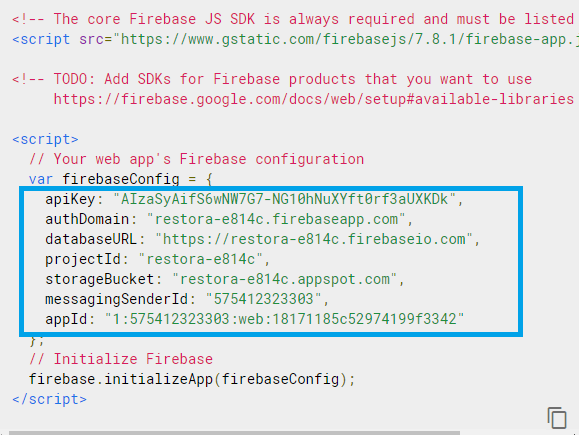 <!-- The core Firebase JS SDK is always required and must be listed
<script src="https://www.gstatic.com/firebasejs/7.8.1/firebase-app.j
<!-- TODO: Add SDKs for Firebase products that you want to use
https://firebase.google.com/docs/web/setup#available-libraries
<script>
// Your web app's Firebase configuration
var firebaseConfig = {
apiKey: "AIzaSyAifS6wNW7G7-NG10hNuXYft0rf3aUXKDk",
authDomain: "restora-e814c.firebaseapp.com",
databaseURL: "https://restora-e814c.firebaseio.com",
projectId: "restora-e814c",
storageBucket: "restora-e814c.appspot.com",
messagingSenderId: "575412323303",
appId: "1:575412323303:web:18171185c52974199f3342"
};
// Initialize Firebase
firebase.initializeApp(firebaseConfig);
</script>